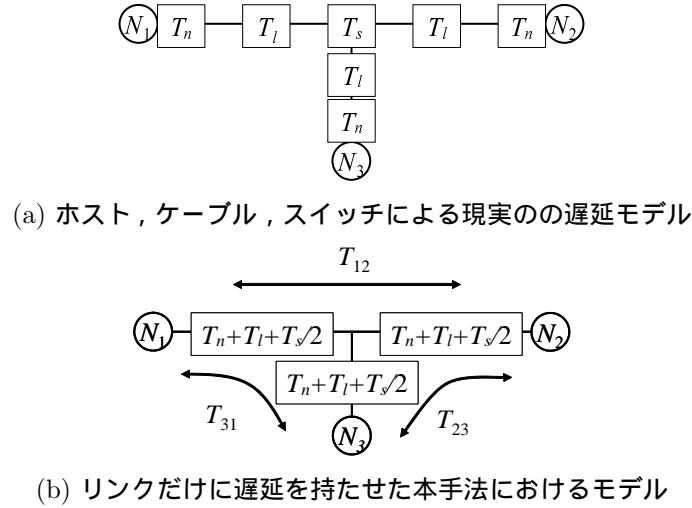 N₁ Tₙ Tₗ Tₛ Tₗ Tₙ N₂
Tₗ
Tₙ
N₃
(a) ホスト , ケーブル , スイッチによる現実のの遅延モデル
T₁₂
N₁ Tₙ+Tₗ+Tₛ/2 Tₙ+Tₗ+Tₛ/2 N₂
Tₙ+Tₗ+Tₛ/2
T₃₁ T₂₃
N₃
(b) リンクだけに遅延を持たせた本手法におけるモデル